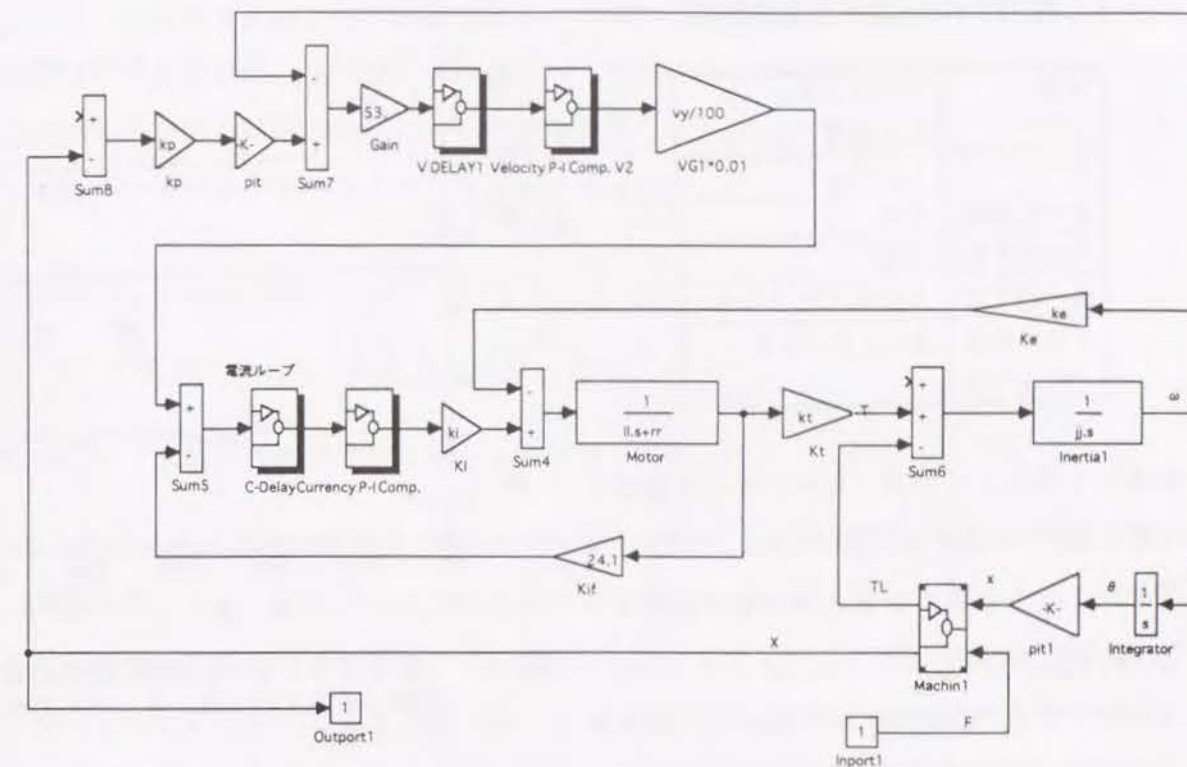 -
+
-
kp
-K-
+
53
vy/100
Sum8
kp
pit
Sum7
Gain
V DELAY1
Velocity P-I Comp. V2
VG1*0.01
ke
Ke
電流ループ
+
-
Sum5
C-Delay
Currency P-I Comp.
ki
KI
-
+
Sum4
1
ll.s+rr
Motor
kt
Kt
T
+
+
-
Sum6
1
jj.s
Inertia1
ω
24.1
Kif
TL
x
-K-
pit1
θ
1
s
Integrator
X
Machin1
1
Outport1
1
F
Inport1